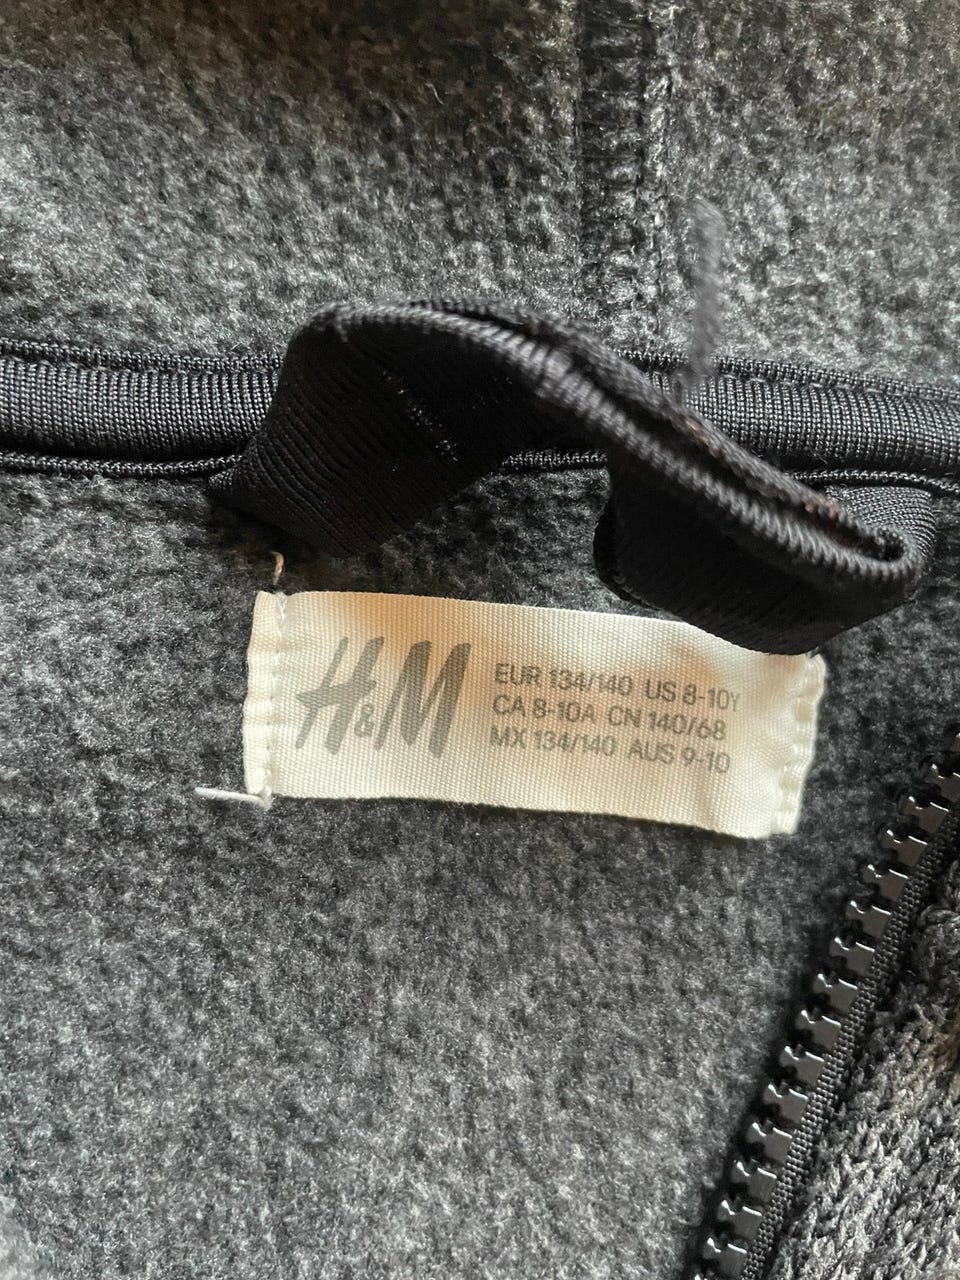 H&M
EUR 134/140 US 8-10Y
CA 8-10A CN 140/68
MX 134/140 AUS 9-10